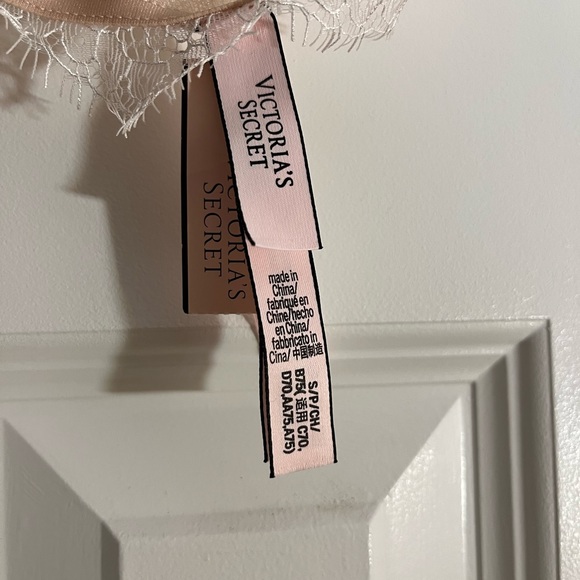 VICTORIA'S
SECRET
VICTORIA'S
SECRET
made in
China/
fabriqué en
Chine/hecho
en China/
fabbricato in
Cina/ 中国制造
S/P/CH/
B75(, 适用 C70,
D70,AA75,A75)